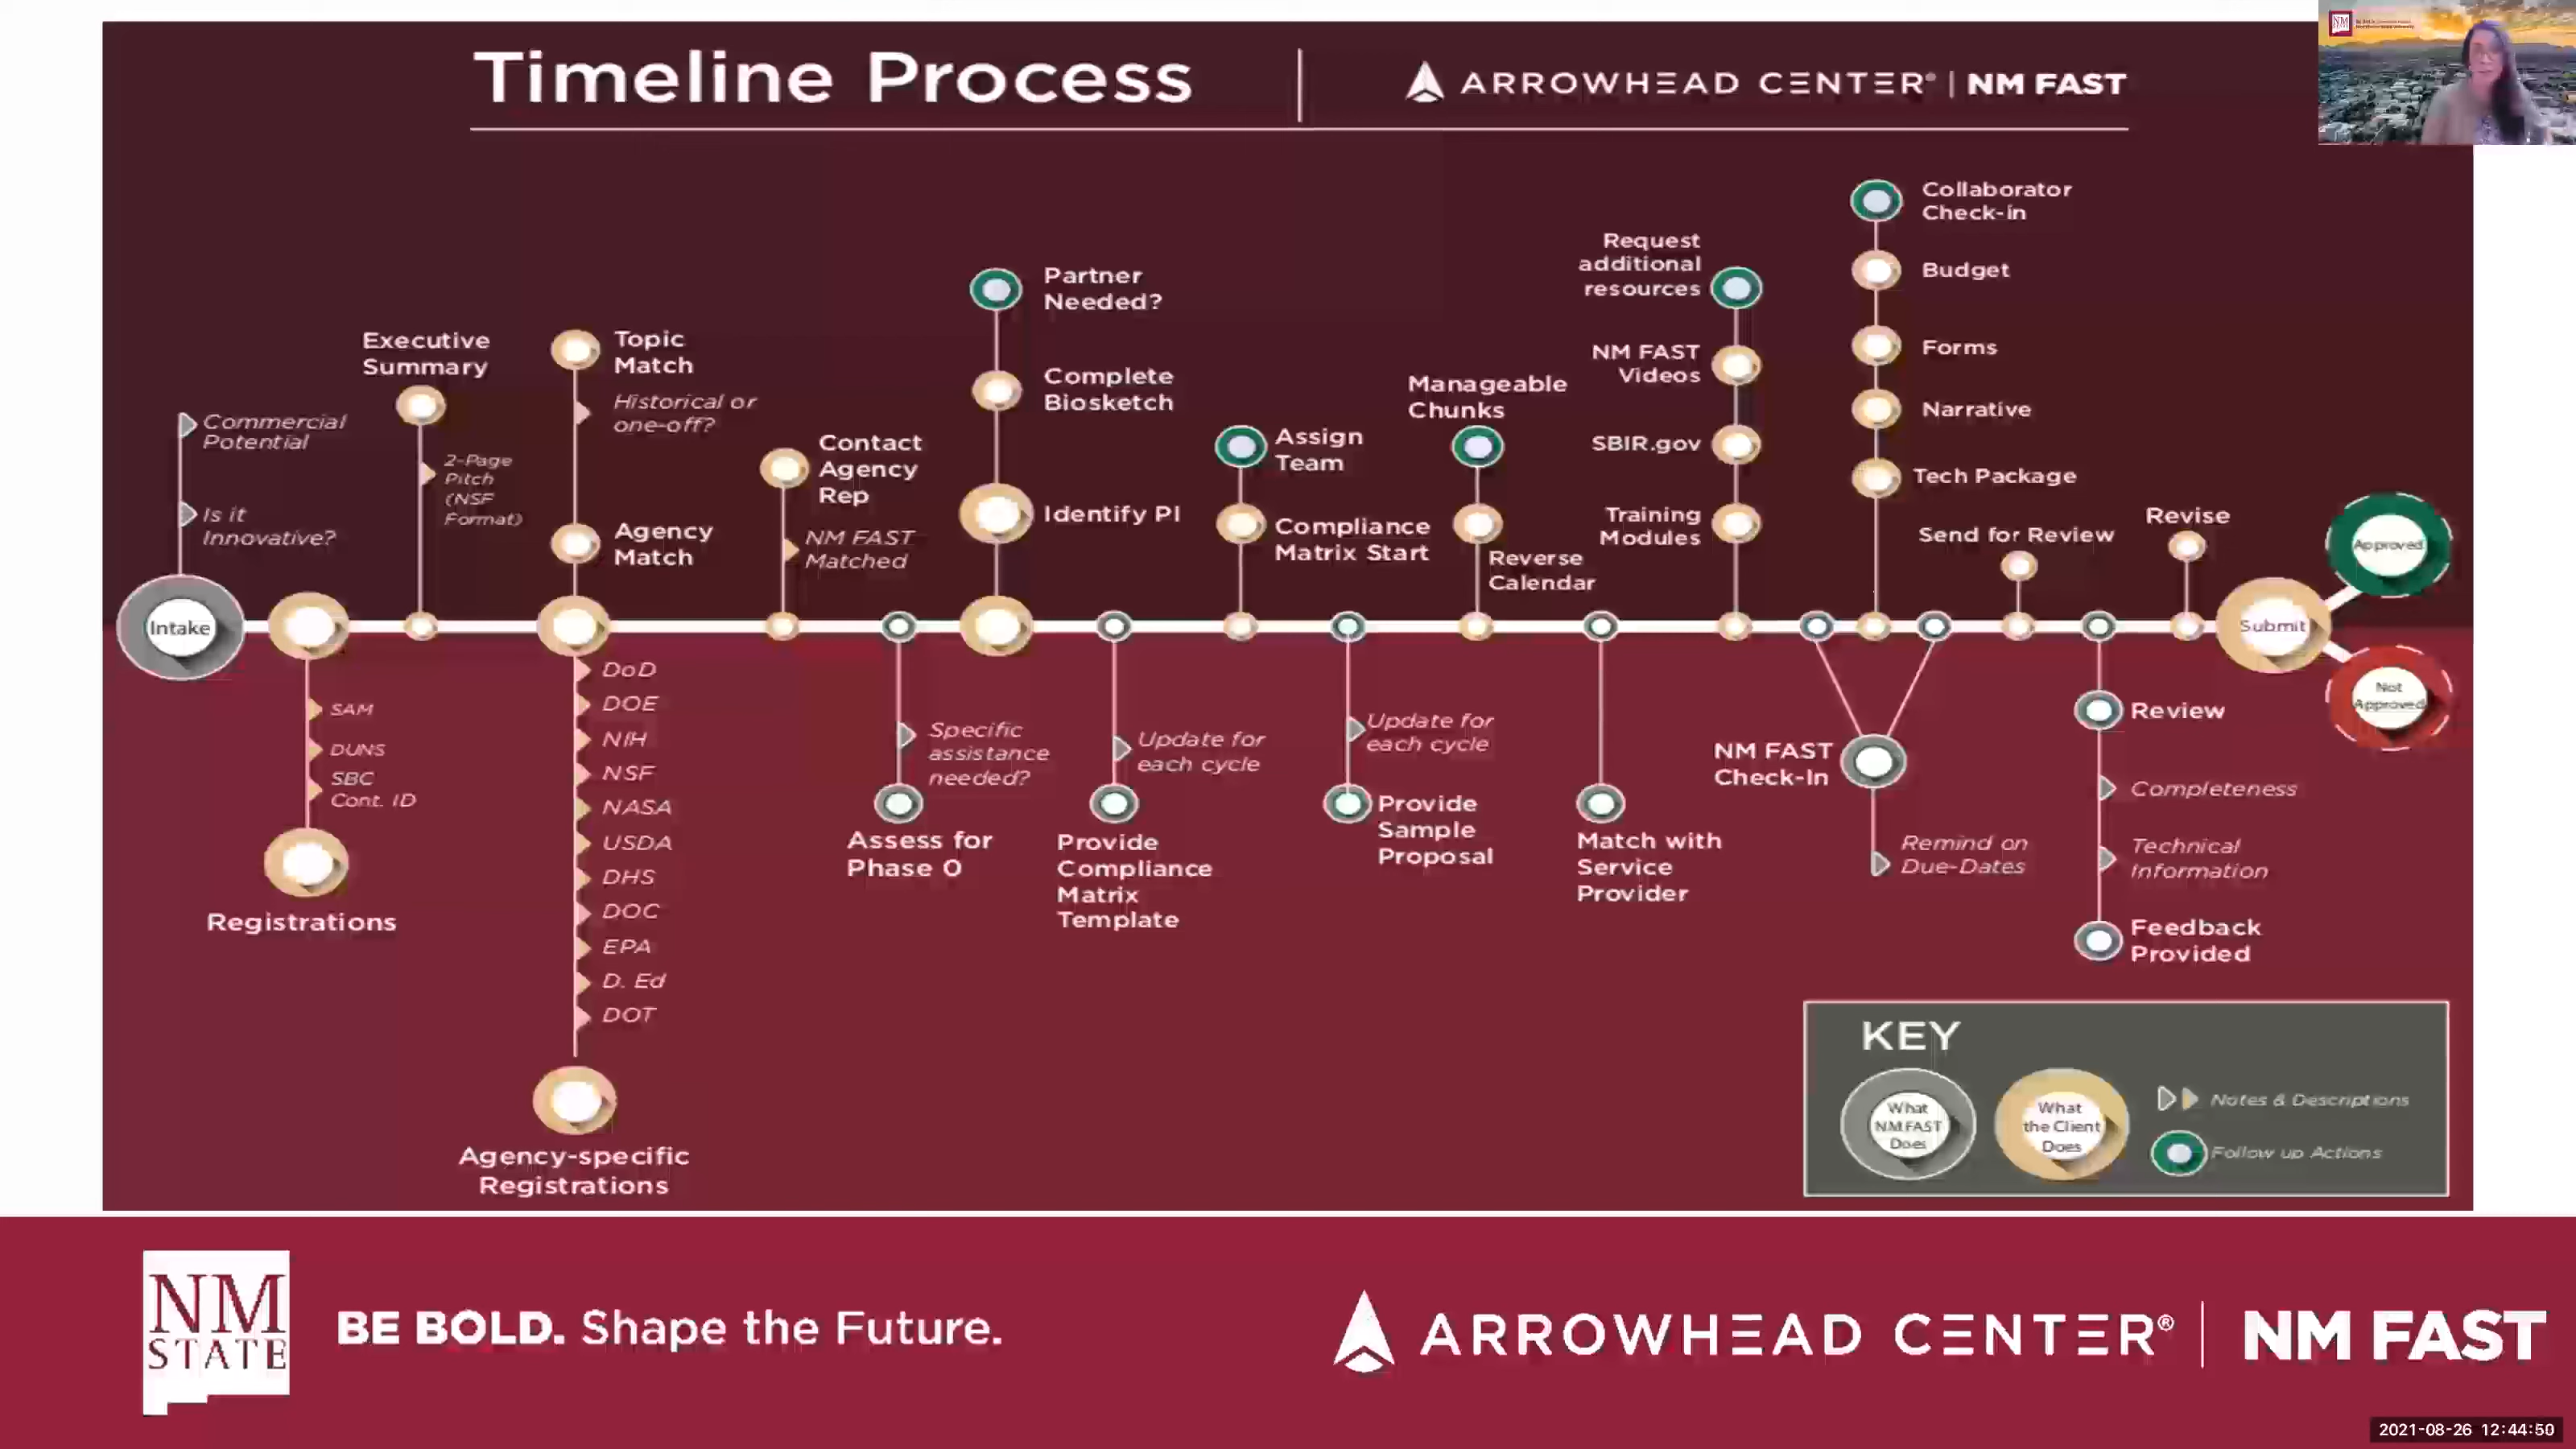 Timeline Process
ARROWHEAD CENTER® | NM FAST
Commercial
Potential
Is it
Innovative?
Intake
SAM
DUNS
SBC
Cont. ID
Registrations
Executive
Summary
2-Page
Pitch
(NSF
Format)
Topic
Match
Historical or
one-off?
Agency
Match
DoD
DOE
NIH
NSF
NASA
USDA
DHS
DOC
EPA
D. Ed
DOT
Agency-specific
Registrations
Contact
Agency
Rep
NM FAST
Matched
Specific
assistance
needed?
Assess for
Phase 0
Partner
Needed?
Complete
Biosketch
Identify PI
Update for
each cycle
Provide
Compliance
Matrix
Template
Assign
Team
Compliance
Matrix Start
Update for
each cycle
Provide
Sample
Proposal
Manageable
Chunks
Reverse
Calendar
Match with
Service
Provider
Request
additional
resources
NM FAST
Videos
SBIR.gov
Training
Modules
Collaborator
Check-in
Budget
Forms
Narrative
Tech Package
NM FAST
Check-In
Remind on
Due-Dates
Send for Review
Review
Completeness
Technical
Information
Feedback
Provided
Revise
Submit
Approved
Not
Approved
KEY
What
NM FAST
Does
What
the Client
Does
Notes & Descriptions
Follow up Actions
NM
STATE
BE BOLD. Shape the Future.
ARROWHEAD CENTER® | NM FAST
2021-08-26 12:44:50